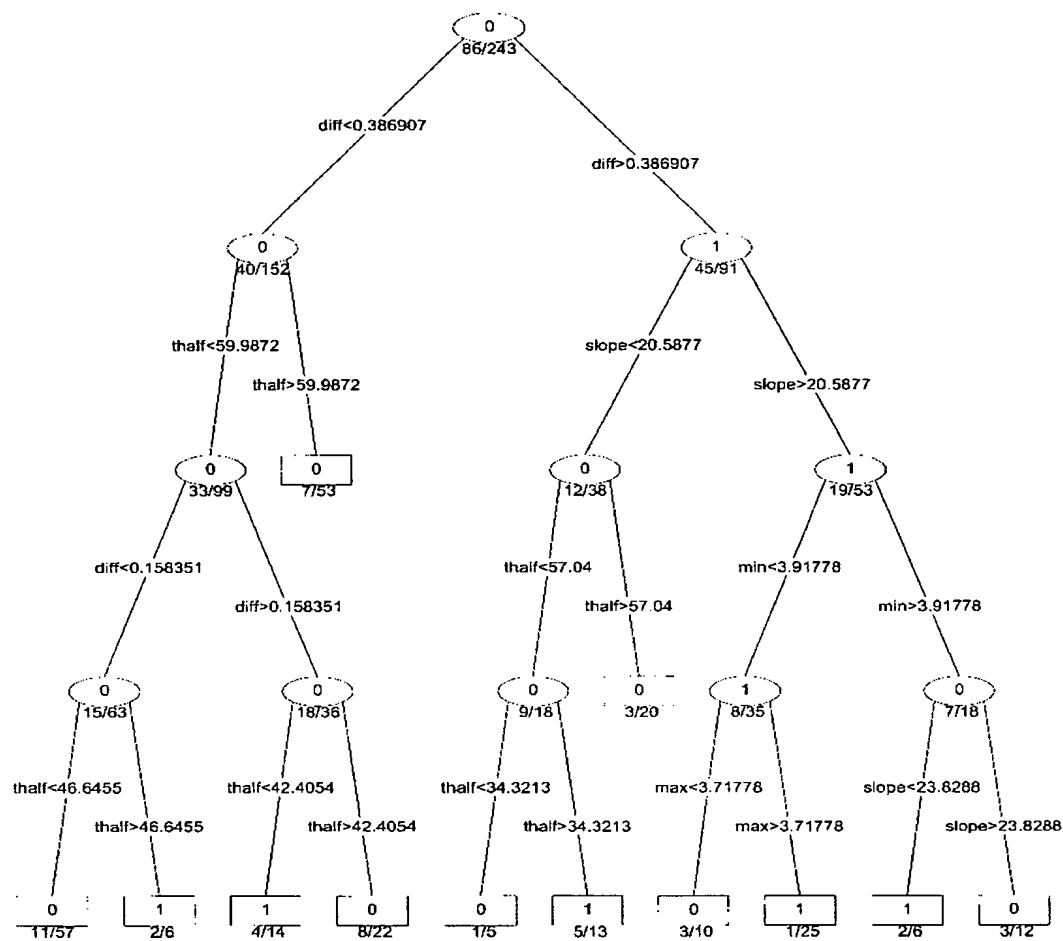 0
86/243
diff<0.386907
diff>0.386907
0
40/152
1
45/91
thalf<59.9872
slope<20.5877
thalf>59.9872
slope>20.5877
0
33/99
0
7/53
0
12/38
1
19/53
diff<0.158351
thalf<57.04
min<3.91778
diff>0.158351
thalf>57.04
min>3.91778
0
15/63
0
18/36
0
9/18
0
3/20
1
8/35
0
7/18
thalf<46.6455
thalf<42.4054
thalf<34.3213
max<3.71778
slope<23.8288
thalf>46.6455
thalf>42.4054
thalf>34.3213
max>3.71778
slope>23.8288
0
11/57
1
2/6
1
4/14
0
8/22
0
1/5
1
5/13
0
3/10
1
1/25
1
2/6
0
3/12